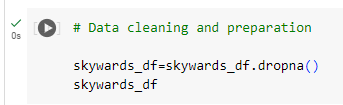 0s
# Data cleaning and preparation
skywards_df=skywards_df.dropna()
skywards_df